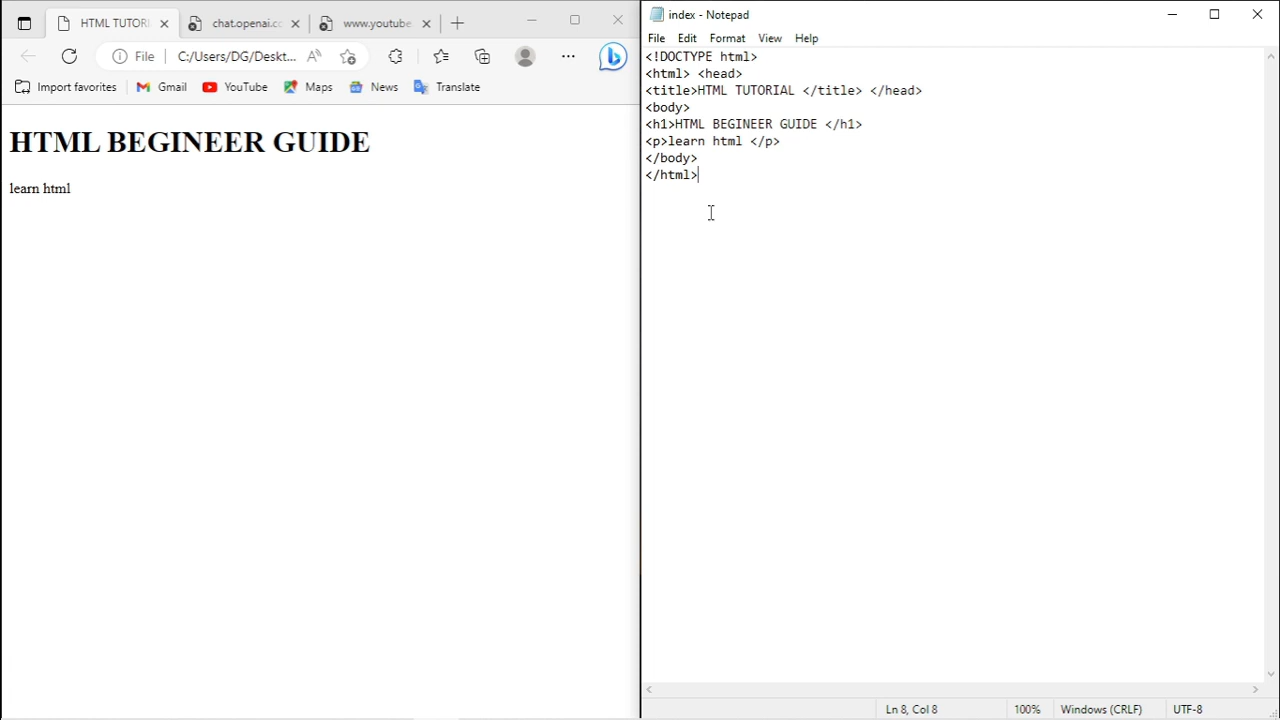 HTML TUTORI
chat.openai.cc
www.youtube
File
C:/Users/DG/Deskt...
Import favorites
Gmail
YouTube
Maps
News
Translate
HTML BEGINEER GUIDE
learn html
index - Notepad
File Edit Format View Help
<!DOCTYPE html>
<html> <head>
<title>HTML TUTORIAL </title> </head>
<body>
<h1>HTML BEGINEER GUIDE </h1>
<p>learn html </p>
</body>
</html>
Ln 8, Col 8
100%
Windows (CRLF)
UTF-8